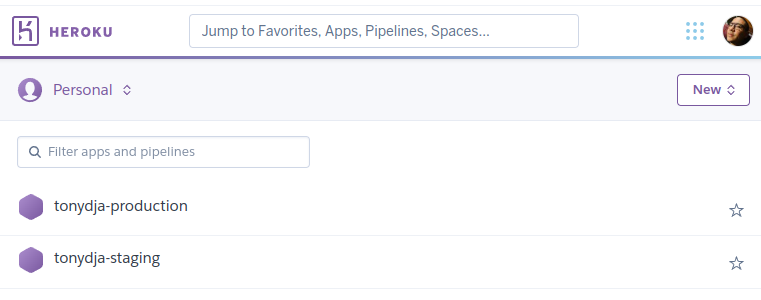 HEROKU
Jump to Favorites, Apps, Pipelines, Spaces...
Personal
New
Filter apps and pipelines
tonydja-production
tonydja-staging